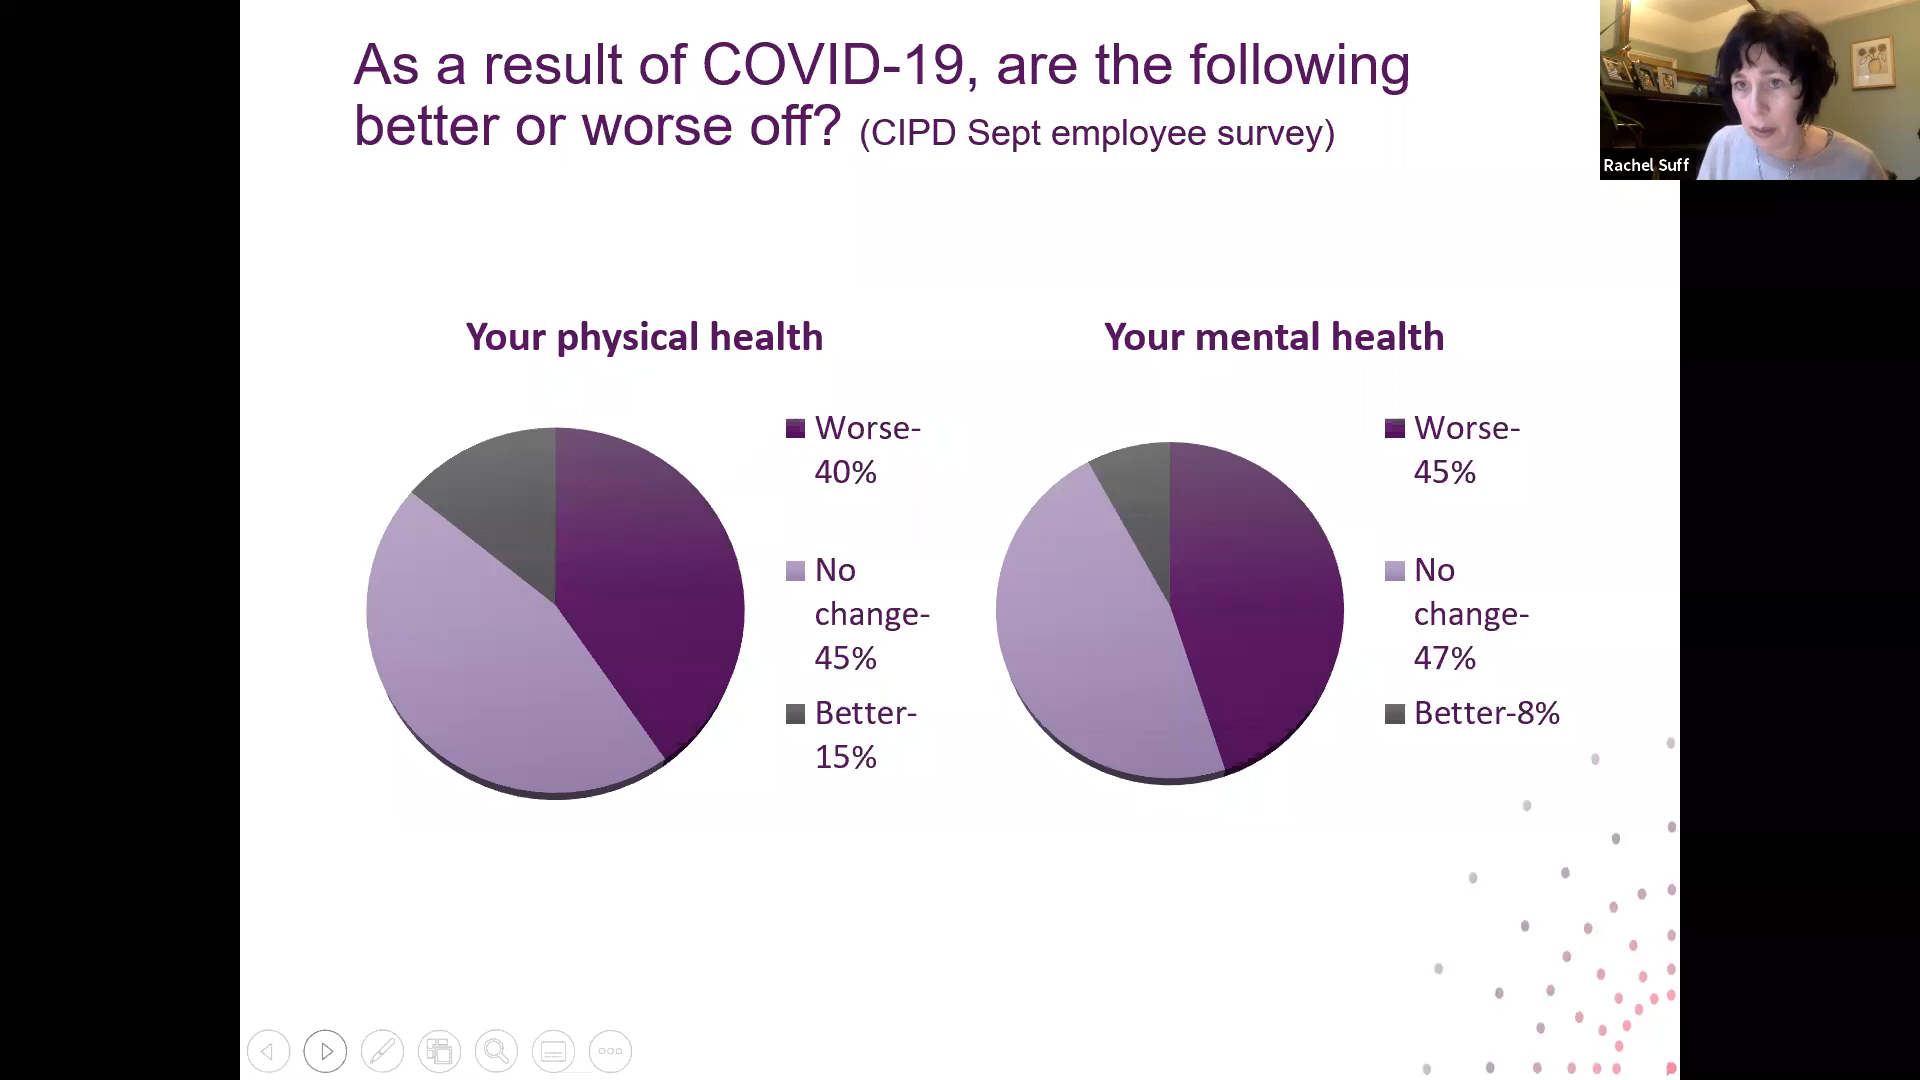 As a result of COVID-19, are the following
better or worse off? (CIPD Sept employee survey)
Rachel Suff
Your physical health
Worse-
40%
No
change-
45%
Better-
15%
Your mental health
Worse-
45%
No
change-
47%
Better-8%